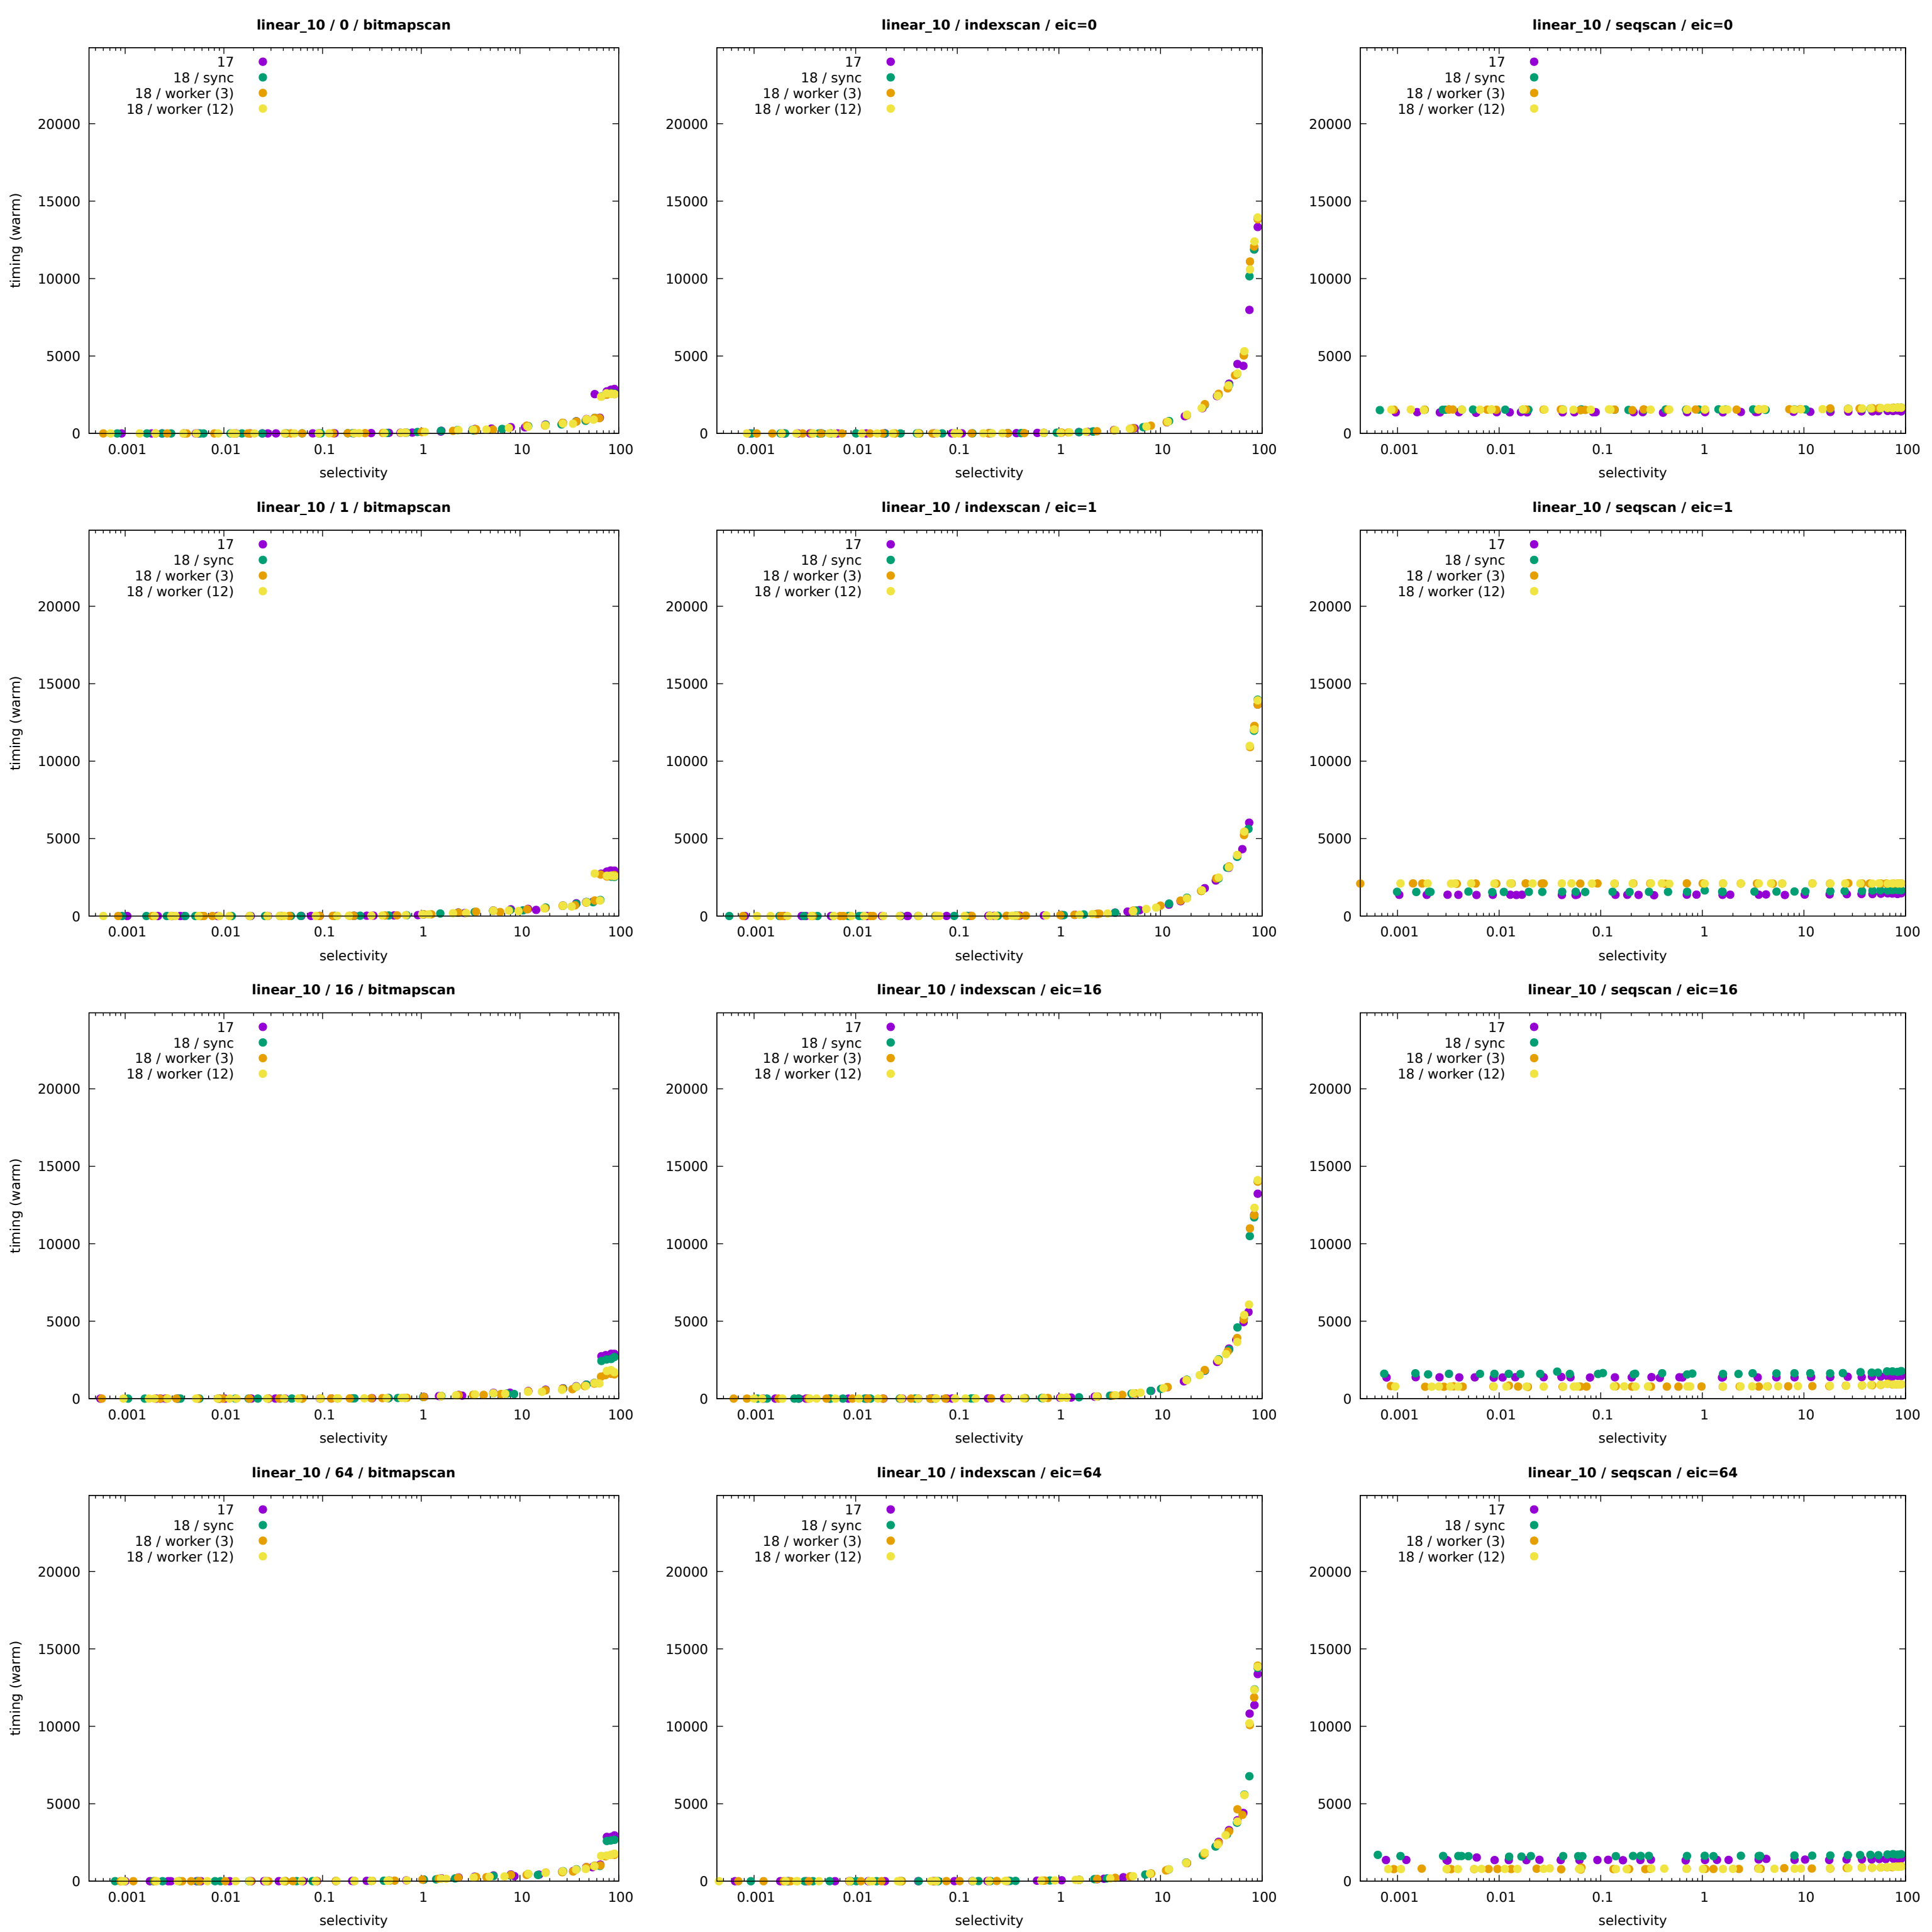 linear_10 / 0 / bitmapscan
17
18 / sync
18 / worker (3)
18 / worker (12)
20000
15000
10000
5000
0
timing (warm)
0.001 0.01 0.1 1 10 100
selectivity
linear_10 / indexscan / eic=0
17
18 / sync
18 / worker (3)
18 / worker (12)
20000
15000
10000
5000
0
0.001 0.01 0.1 1 10 100
selectivity
linear_10 / seqscan / eic=0
17
18 / sync
18 / worker (3)
18 / worker (12)
20000
15000
10000
5000
0
0.001 0.01 0.1 1 10 100
selectivity
linear_10 / 1 / bitmapscan
17
18 / sync
18 / worker (3)
18 / worker (12)
20000
15000
10000
5000
0
timing (warm)
0.001 0.01 0.1 1 10 100
selectivity
linear_10 / indexscan / eic=1
17
18 / sync
18 / worker (3)
18 / worker (12)
20000
15000
10000
5000
0
0.001 0.01 0.1 1 10 100
selectivity
linear_10 / seqscan / eic=1
17
18 / sync
18 / worker (3)
18 / worker (12)
20000
15000
10000
5000
0
0.001 0.01 0.1 1 10 100
selectivity
linear_10 / 16 / bitmapscan
17
18 / sync
18 / worker (3)
18 / worker (12)
20000
15000
10000
5000
0
timing (warm)
0.001 0.01 0.1 1 10 100
selectivity
linear_10 / indexscan / eic=16
17
18 / sync
18 / worker (3)
18 / worker (12)
20000
15000
10000
5000
0
0.001 0.01 0.1 1 10 100
selectivity
linear_10 / seqscan / eic=16
17
18 / sync
18 / worker (3)
18 / worker (12)
20000
15000
10000
5000
0
0.001 0.01 0.1 1 10 100
selectivity
linear_10 / 64 / bitmapscan
17
18 / sync
18 / worker (3)
18 / worker (12)
20000
15000
10000
5000
0
timing (warm)
0.001 0.01 0.1 1 10 100
selectivity
linear_10 / indexscan / eic=64
17
18 / sync
18 / worker (3)
18 / worker (12)
20000
15000
10000
5000
0
0.001 0.01 0.1 1 10 100
selectivity
linear_10 / seqscan / eic=64
17
18 / sync
18 / worker (3)
18 / worker (12)
20000
15000
10000
5000
0
0.001 0.01 0.1 1 10 100
selectivity